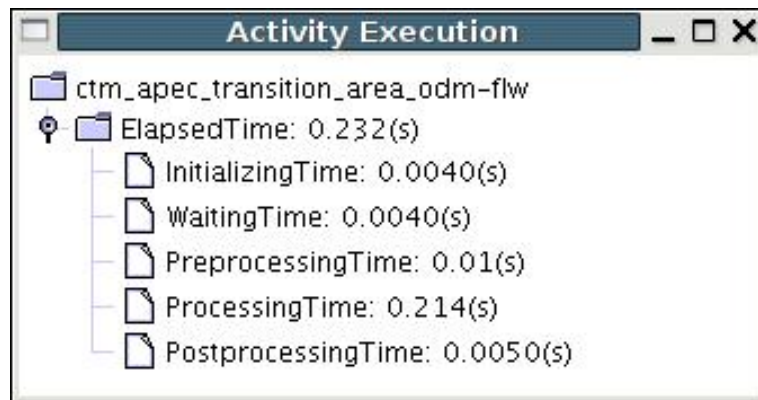 Activity Execution
ctm_apec_transition_area_odm-flw
ElapsedTime: 0.232(s)
InitializingTime: 0.0040(s)
WaitingTime: 0.0040(s)
PreprocessingTime: 0.01(s)
ProcessingTime: 0.214(s)
PostprocessingTime: 0.0050(s)